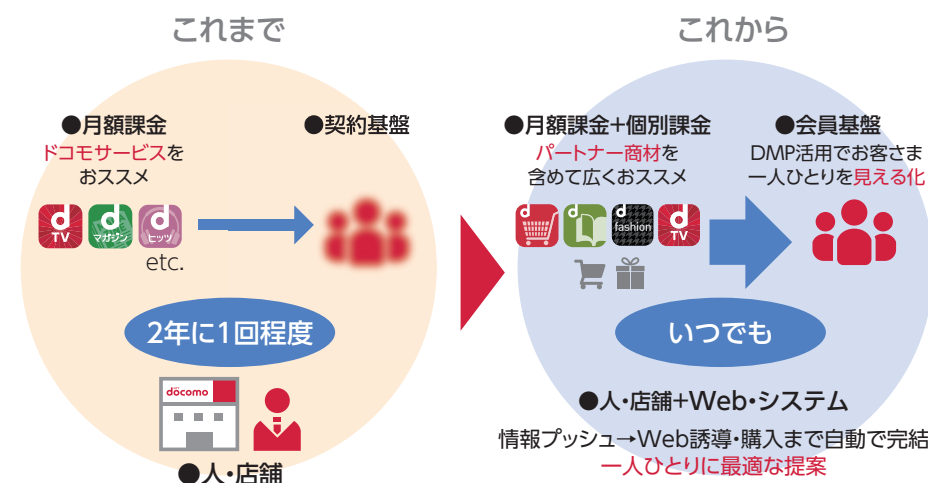 これまで
●月額課金
ドコモサービスを
おススメ
●契約基盤
d
TV
d
マガジン
d
ヒッツ
etc.
2年に1回程度
döcomo
●人・店舗
これから
●月額課金+個別課金
パートナー商材を
含めて広くおススメ
●会員基盤
DMP活用でお客さま
一人ひとりを見える化
d
d
d
fashion
d
TV
いつでも
●人・店舗+Web・システム
情報プッシュ→Web誘導・購入まで自動で完結
一人ひとりに最適な提案